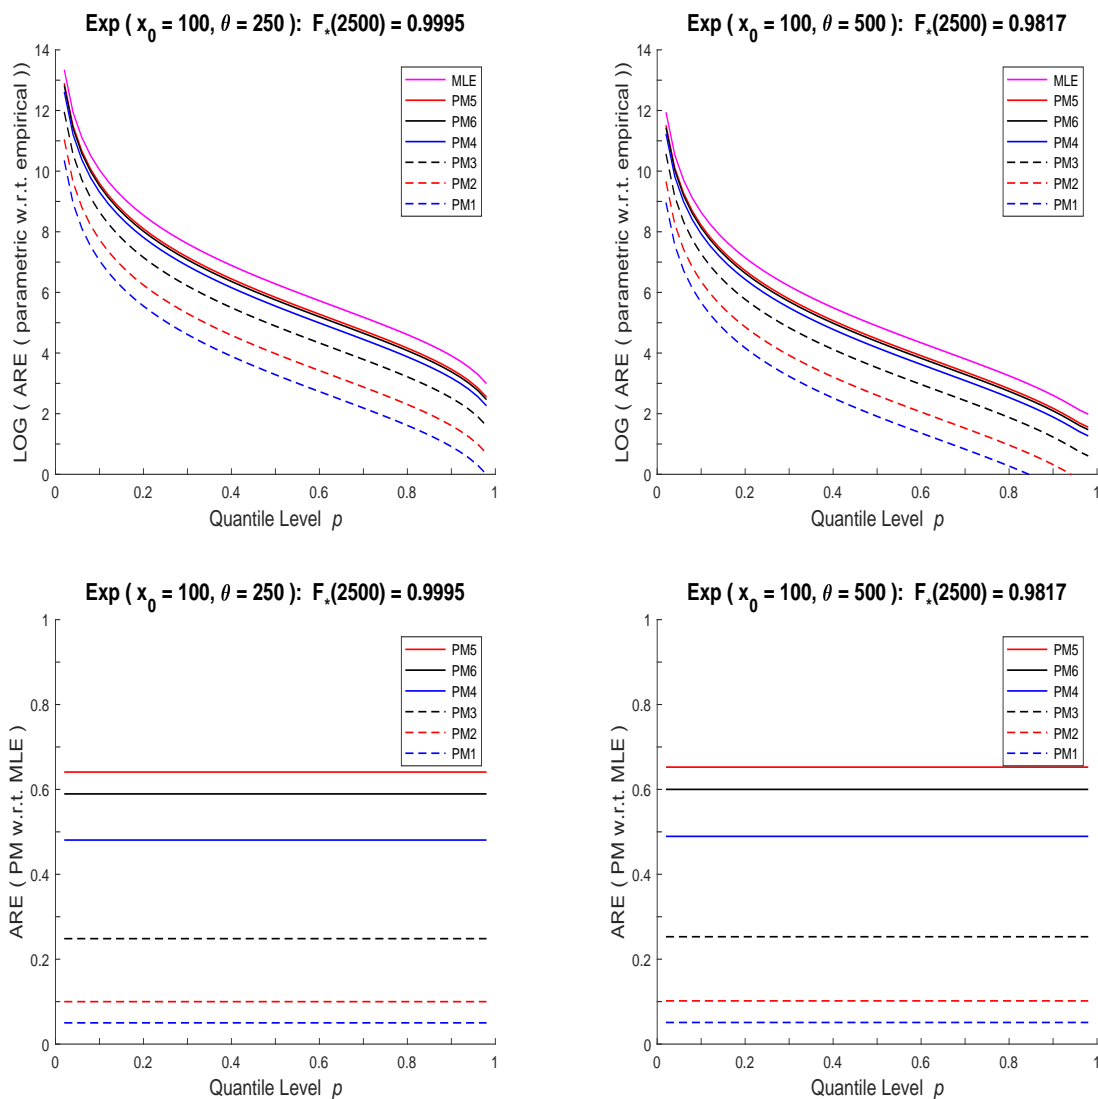 Exp ( x0 = 100, θ = 250 ): F*(2500) = 0.9995
LOG ( ARE ( parametric w.r.t. empirical ))
14
12
10
8
6
4
2
0
MLE
PM5
PM6
PM4
PM3
PM2
PM1
0 0.2 0.4 0.6 0.8 1
Quantile Level p
Exp ( x0 = 100, θ = 500 ): F*(2500) = 0.9817
LOG ( ARE ( parametric w.r.t. empirical ))
14
12
10
8
6
4
2
0
MLE
PM5
PM6
PM4
PM3
PM2
PM1
0 0.2 0.4 0.6 0.8 1
Quantile Level p
Exp ( x0 = 100, θ = 250 ): F*(2500) = 0.9995
ARE ( PM w.r.t. MLE )
1
0.8
0.6
0.4
0.2
0
PM5
PM6
PM4
PM3
PM2
PM1
0 0.2 0.4 0.6 0.8 1
Quantile Level p
Exp ( x0 = 100, θ = 500 ): F*(2500) = 0.9817
ARE ( PM w.r.t. MLE )
1
0.8
0.6
0.4
0.2
0
PM5
PM6
PM4
PM3
PM2
PM1
0 0.2 0.4 0.6 0.8 1
Quantile Level p